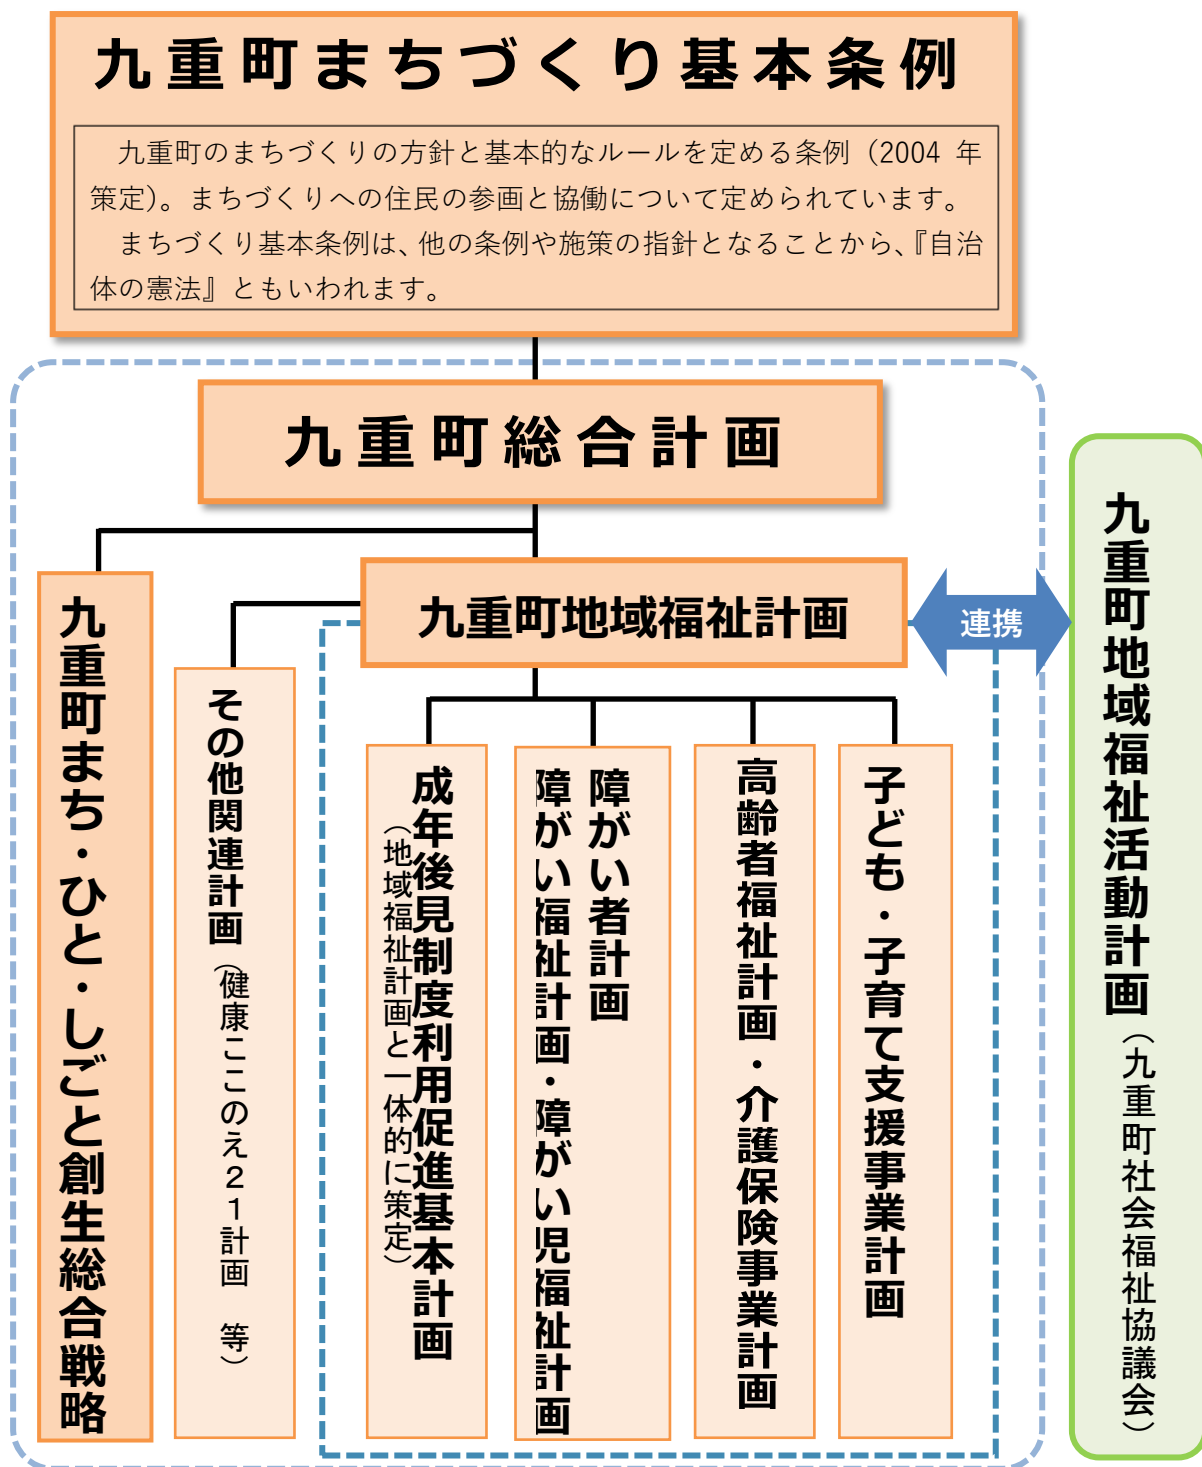 九重町まちづくり基本条例
九重町のまちづくりの方針と基本的なルールを定める条例（2004 年
策定）。まちづくりへの住民の参画と協働について定められています。
まちづくり基本条例は、他の条例や施策の指針となることから、『自治
体の憲法』ともいわれます。
九重町総合計画
九重町地域福祉計画
連携
九重町まち・ひと・しごと創生総合戦略
その他関連計画（健康ここのえ２１計画　等）
成年後見制度利用促進基本計画
（地域福祉計画と一体的に策定）
障がい者計画
障がい福祉計画・障がい児福祉計画
高齢者福祉計画・介護保険事業計画
子ども・子育て支援事業計画
九重町地域福祉活動計画（九重町社会福祉協議会）